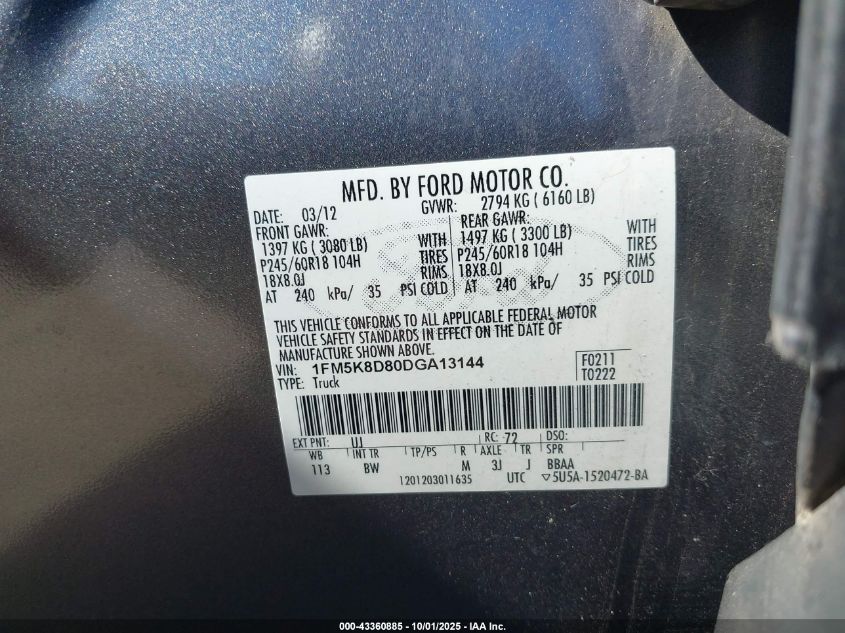 MFD. BY FORD MOTOR CO.
DATE: 03/12 GVWR: 2794 KG ( 6160 LB)
FRONT GAWR: REAR GAWR:
1397 KG ( 3080 LB) WITH 1497 KG ( 3300 LB) WITH
P245/60R18 104H TIRES P245/60R18 104H TIRES
18X8.0J RIMS 18X8.0J RIMS
AT 240 kPa/ 35 PSI COLD AT 240 kPa/ 35 PSI COLD
THIS VEHICLE CONFORMS TO ALL APPLICABLE FEDERAL MOTOR
VEHICLE SAFETY STANDARDS IN EFFECT ON THE DATE OF
MANUFACTURE SHOWN ABOVE.
VIN: 1FM5K8D80DGA13144 F0211
TYPE: Truck T0222
EXT PNT: UJ RC: 72 DSO:
WB INT TR TP/PS R AXLE TR SPR
113 BW M 3J J BBAA
1201203011635 UTC ▽5U5A-1520472-BA
000-43360885 - 10/01/2025 - IAA Inc.